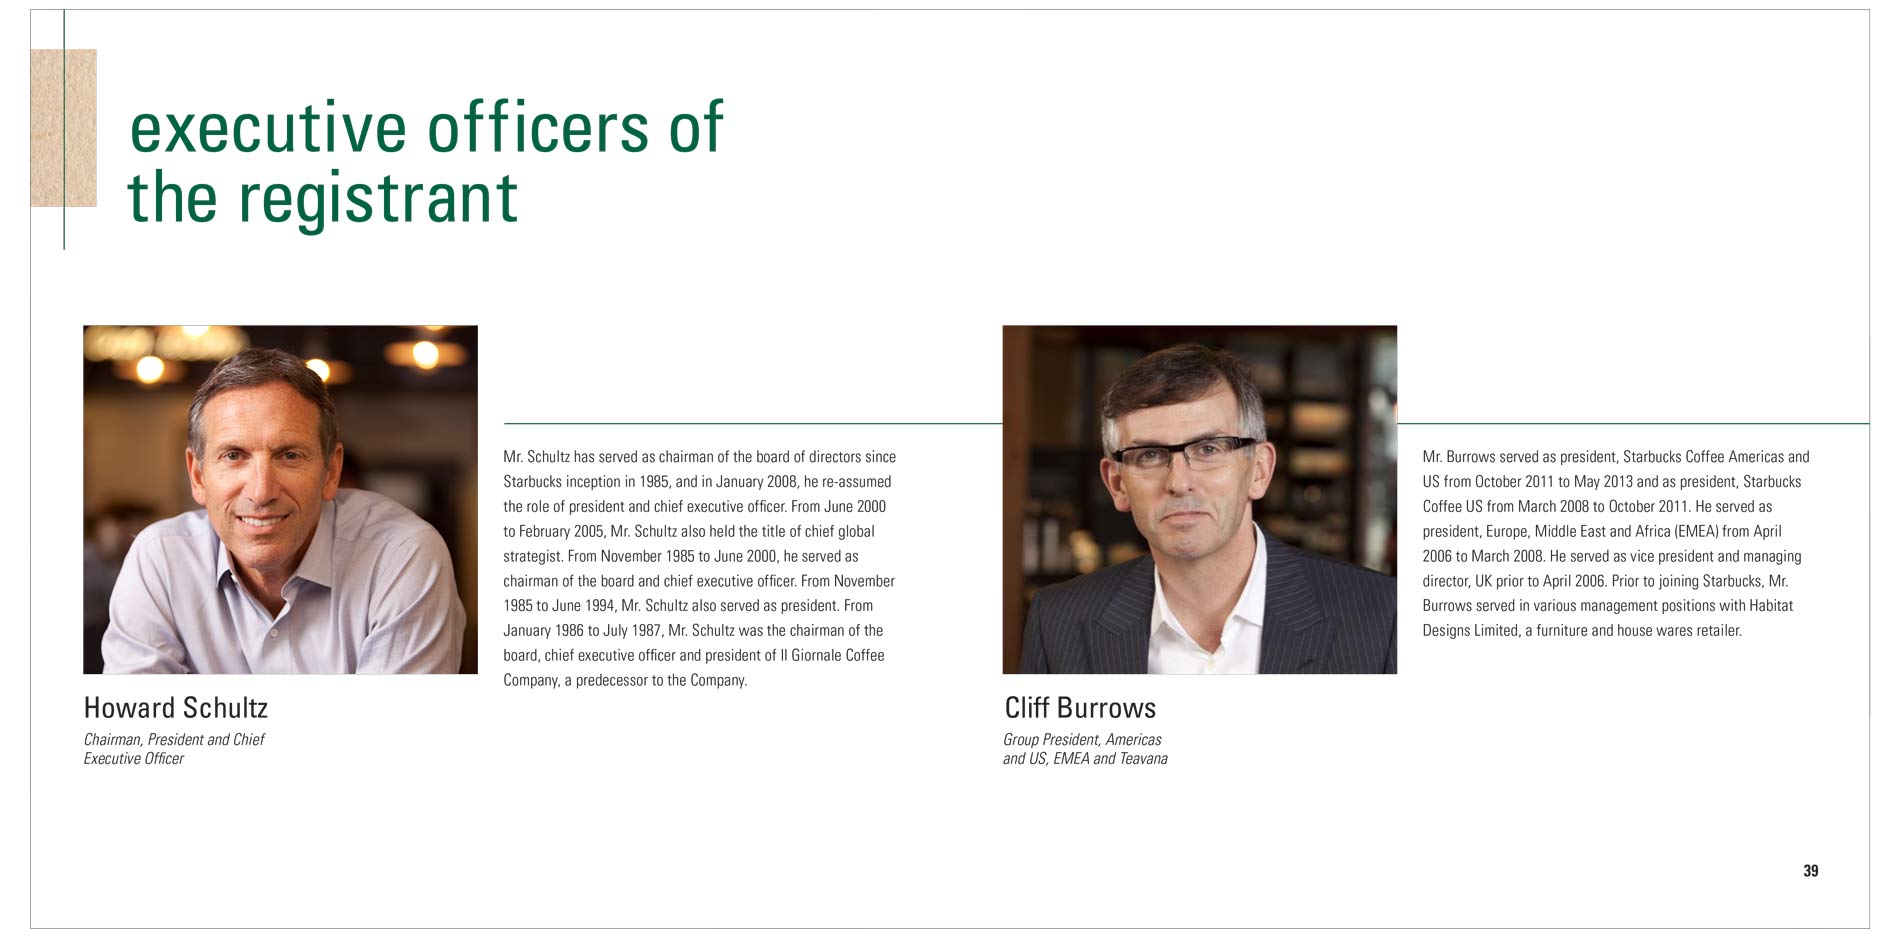 executive officers of
the registrant
Mr. Schultz has served as chairman of the board of directors since
Starbucks inception in 1985, and in January 2008, he re-assumed
the role of president and chief executive officer. From June 2000
to February 2005, Mr. Schultz also held the title of chief global
strategist. From November 1985 to June 2000, he served as
chairman of the board and chief executive officer. From November
1985 to June 1994, Mr. Schultz also served as president. From
January 1986 to July 1987, Mr. Schultz was the chairman of the
board, chief executive officer and president of Il Giornale Coffee
Company, a predecessor to the Company.
Howard Schultz
Chairman, President and Chief
Executive Officer
Mr. Burrows served as president, Starbucks Coffee Americas and
US from October 2011 to May 2013 and as president, Starbucks
Coffee US from March 2008 to October 2011. He served as
president, Europe, Middle East and Africa (EMEA) from April
2006 to March 2008. He served as vice president and managing
director, UK prior to April 2006. Prior to joining Starbucks, Mr.
Burrows served in various management positions with Habitat
Designs Limited, a furniture and house wares retailer.
Cliff Burrows
Group President, Americas
and US, EMEA and Teavana
39